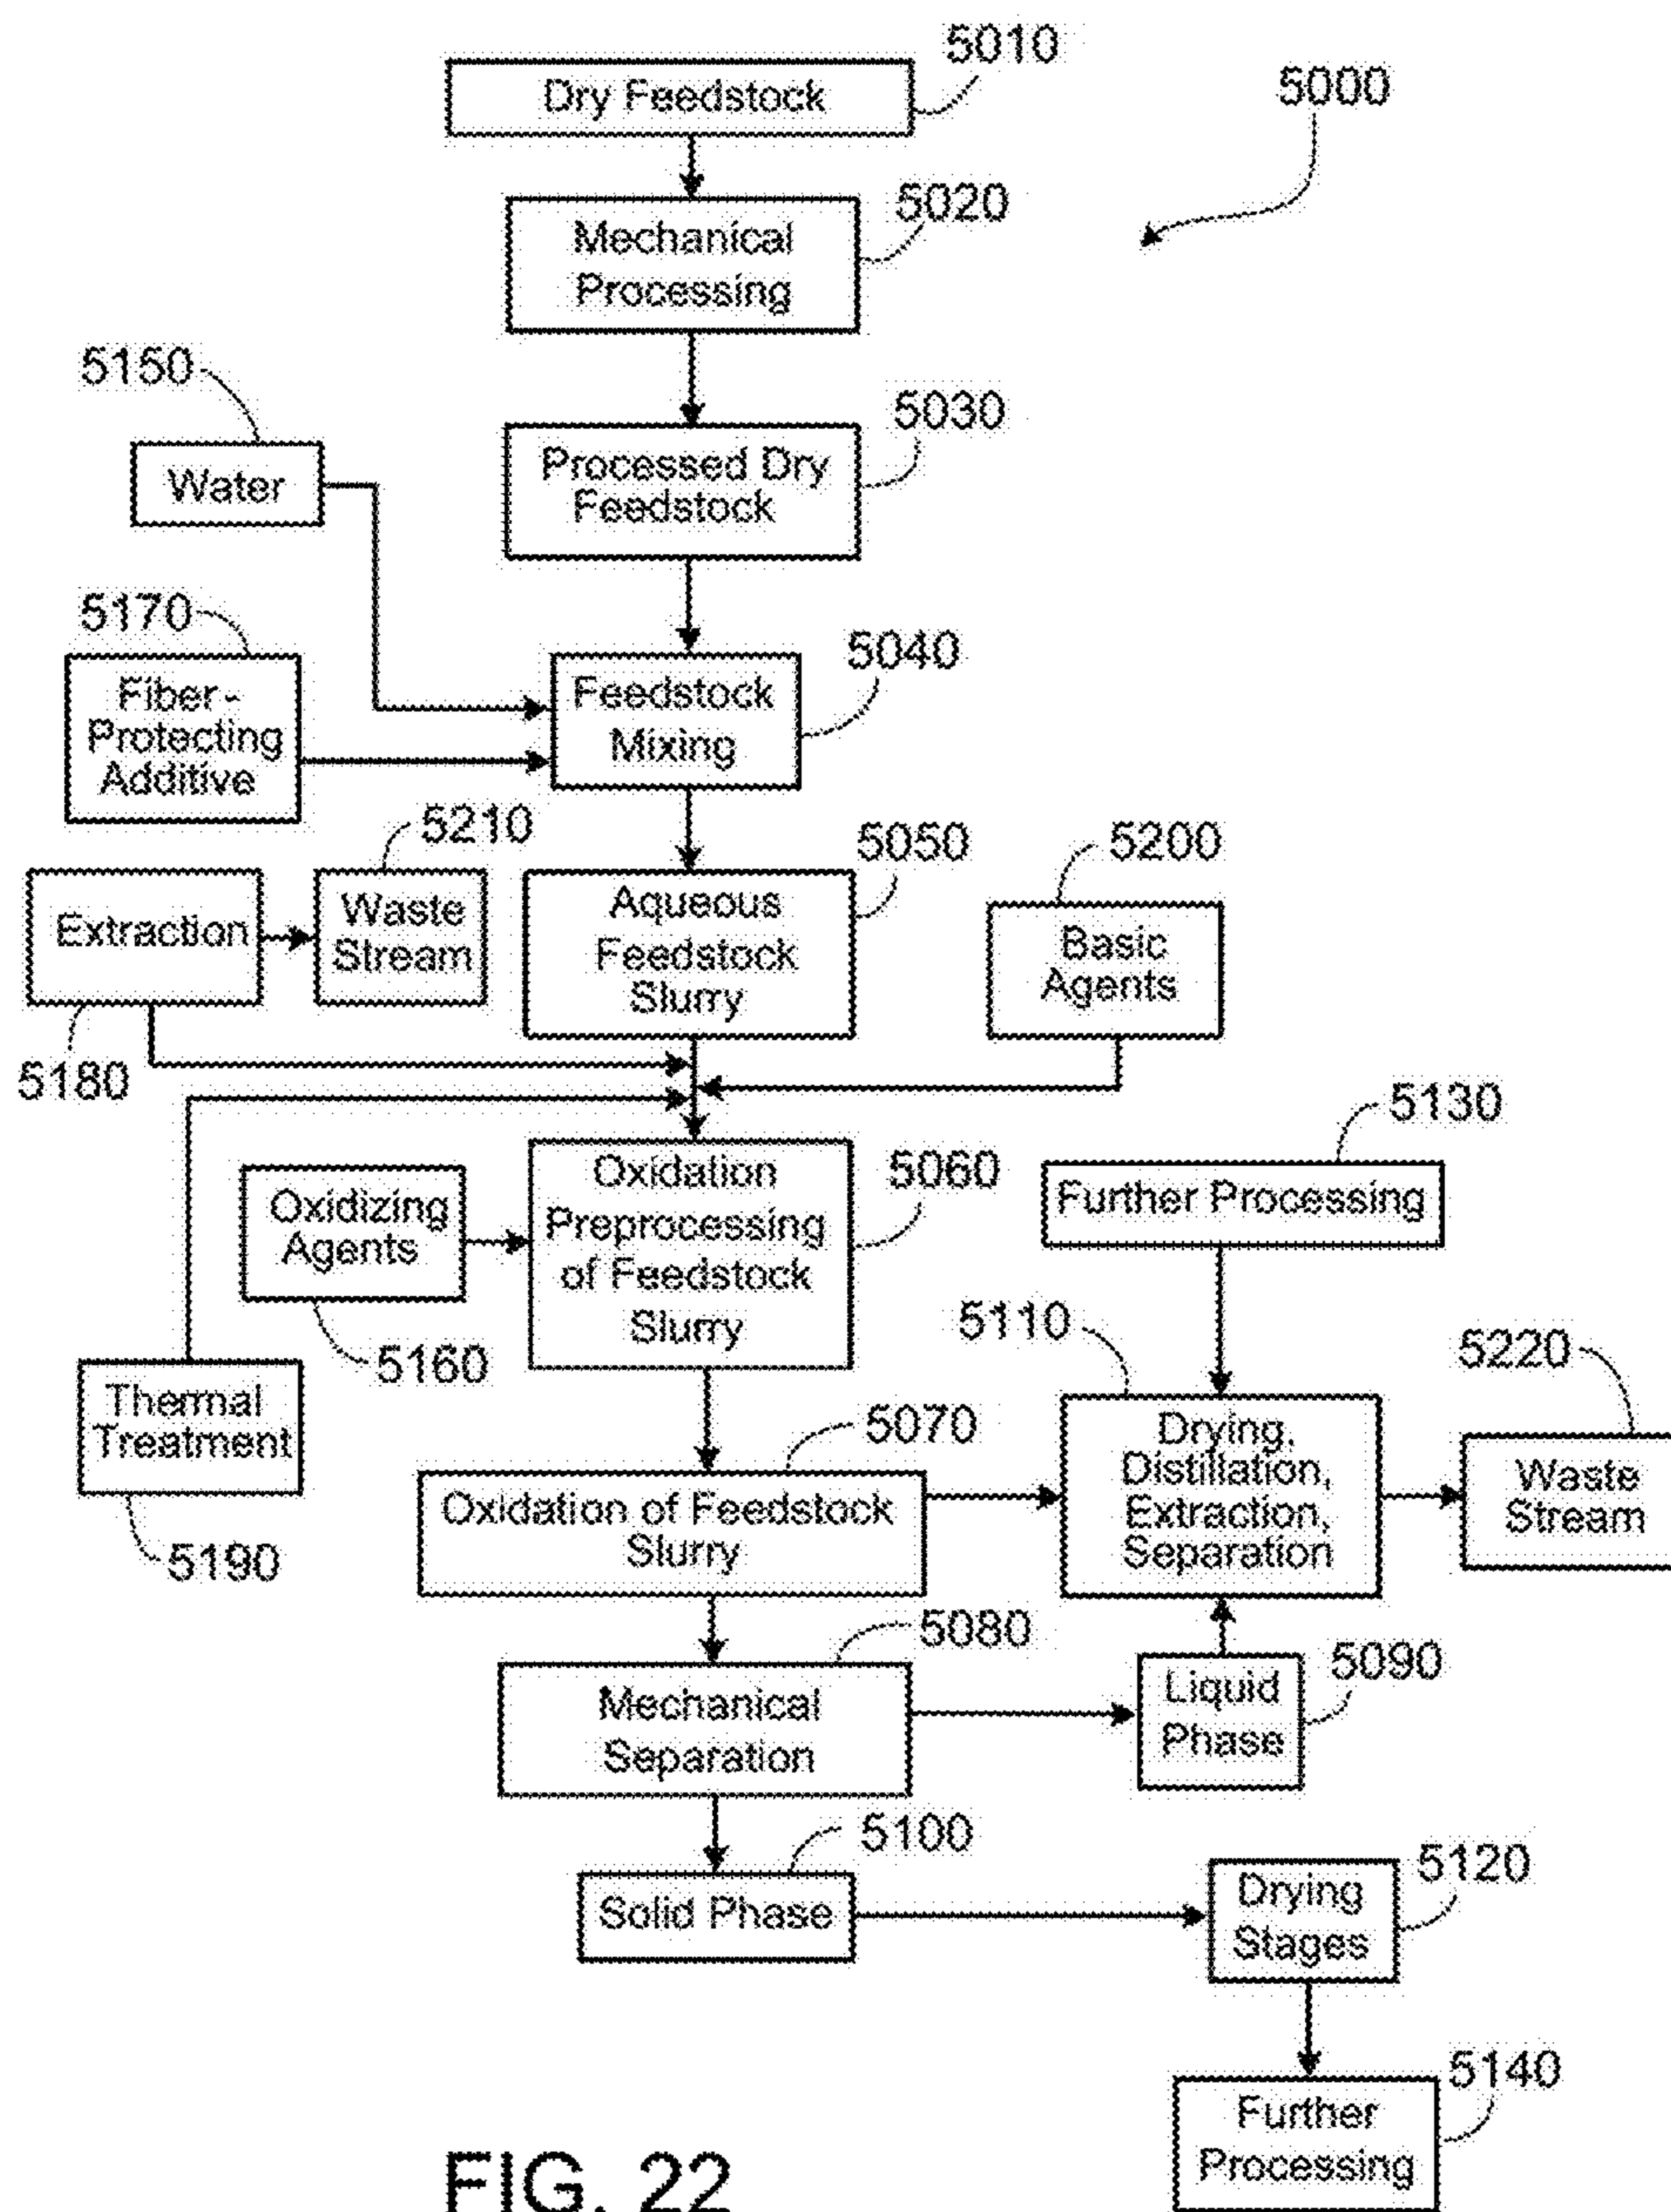 5010
Dry Feedstock
5000
5020
Mechanical
Processing
5150
Water
5030
Processed Dry
Feedstock
5170
Fiber-
Protecting
Additive
5040
Feedstock
Mixing
5210
Extraction
Waste
Stream
5180
5050
Aqueous
Feedstock
Slurry
5200
Basic
Agents
5130
Further Processing
5060
Oxidation
Preprocessing
of Feedstock
Slurry
Oxidizing
Agents
5160
Thermal
Treatment
5190
5110
Drying,
Distillation,
Extraction,
Separation
5220
Waste
Stream
5070
Oxidation of Feedstock
Slurry
5080
Mechanical
Separation
5090
Liquid
Phase
5100
Solid Phase
5120
Drying
Stages
5140
Further
Processing
FIG. 22